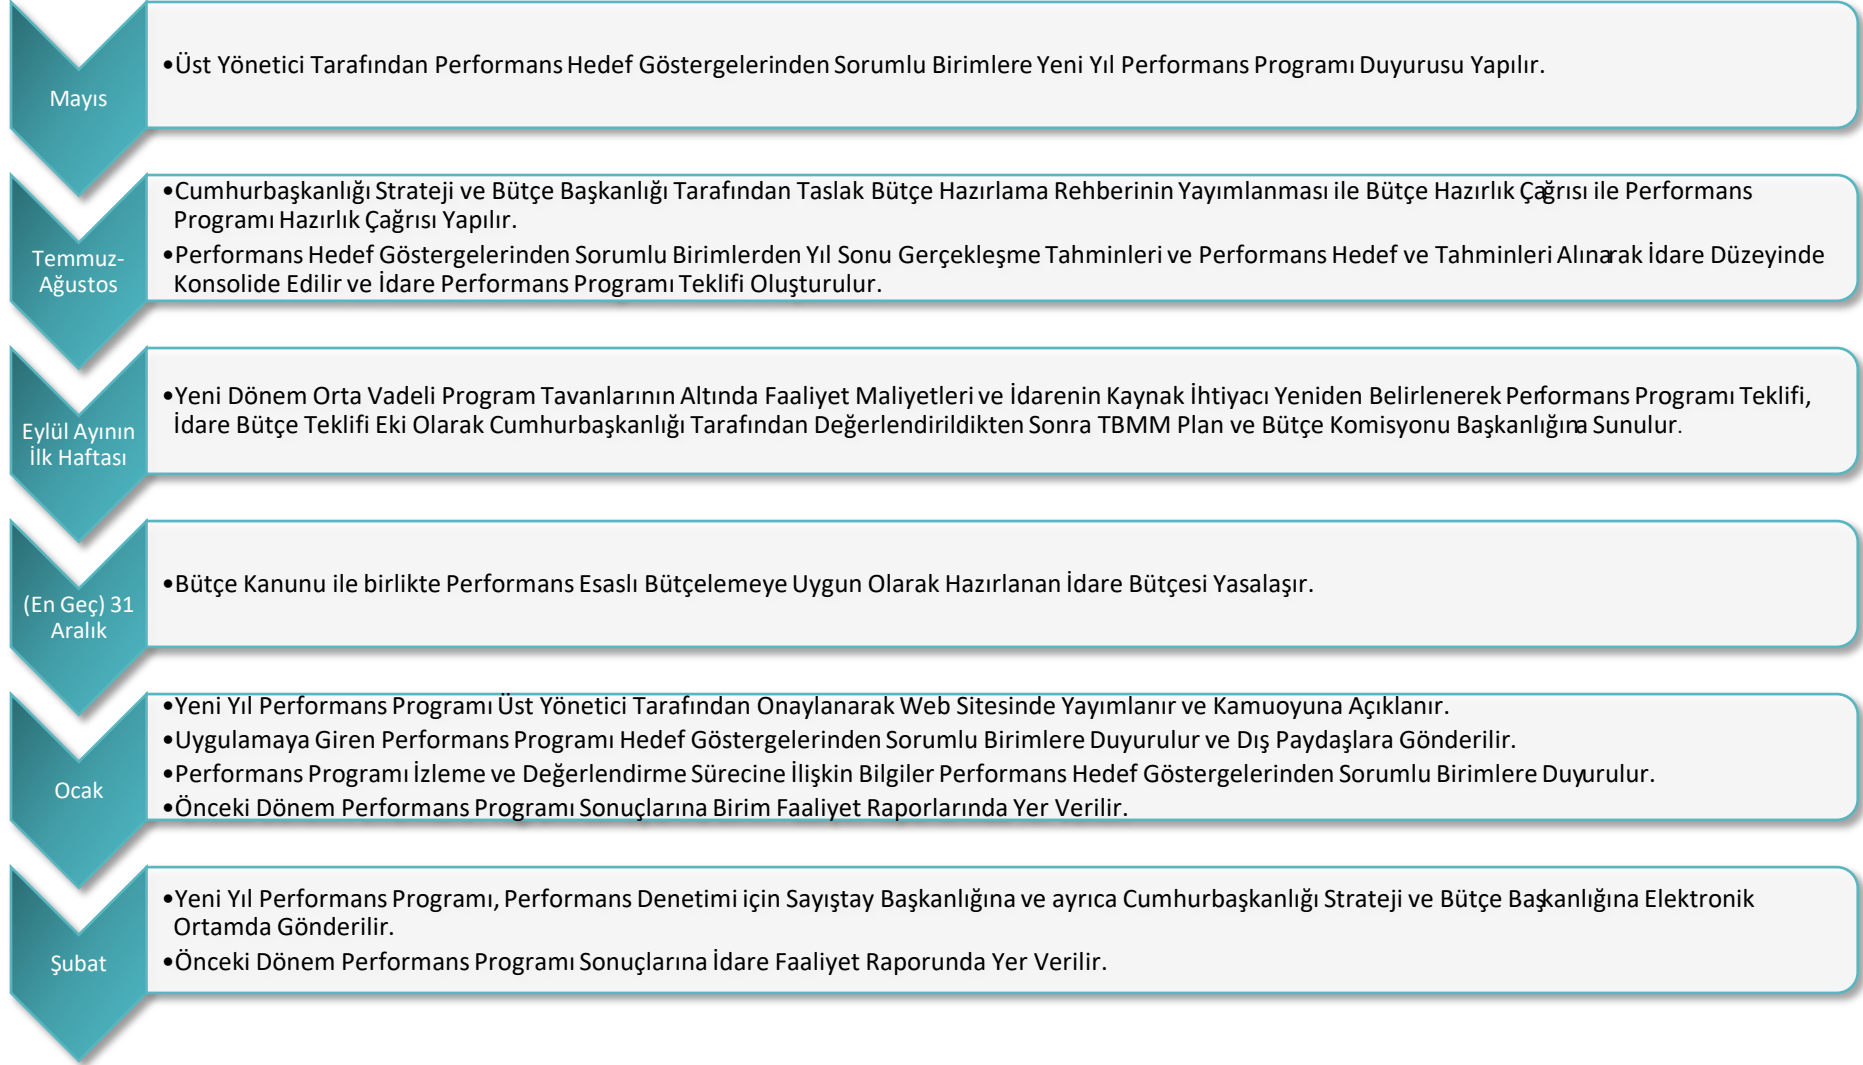 Mayıs
•Üst Yönetici Tarafından Performans Hedef Göstergelerinden Sorumlu Birimlere Yeni Yıl Performans Programı Duyurusu Yapılır.
Temmuz-
Ağustos
•Cumhurbaşkanlığı Strateji ve Bütçe Başkanlığı Tarafından Taslak Bütçe Hazırlama Rehberinin Yayımlanması ile Bütçe Hazırlık Çağrısı ile Performans
Programı Hazırlık Çağrısı Yapılır.
•Performans Hedef Göstergelerinden Sorumlu Birimlerden Yıl Sonu Gerçekleşme Tahminleri ve Performans Hedef ve Tahminleri Alınarak İdare Düzeyinde
Konsolide Edilir ve İdare Performans Programı Teklifi Oluşturulur.
Eylül Ayının
İlk Haftası
•Yeni Dönem Orta Vadeli Program Tavanlarının Altında Faaliyet Maliyetleri ve İdarenin Kaynak İhtiyacı Yeniden Belirlenerek Performans Programı Teklifi,
İdare Bütçe Teklifi Eki Olarak Cumhurbaşkanlığı Tarafından Değerlendirildikten Sonra TBMM Plan ve Bütçe Komisyonu Başkanlığına Sunulur.
(En Geç) 31
Aralık
•Bütçe Kanunu ile birlikte Performans Esaslı Bütçelemeye Uygun Olarak Hazırlanan İdare Bütçesi Yasalaşır.
Ocak
•Yeni Yıl Performans Programı Üst Yönetici Tarafından Onaylanarak Web Sitesinde Yayımlanır ve Kamuoyuna Açıklanır.
•Uygulamaya Giren Performans Programı Hedef Göstergelerinden Sorumlu Birimlere Duyurulur ve Dış Paydaşlara Gönderilir.
•Performans Programı İzleme ve Değerlendirme Sürecine İlişkin Bilgiler Performans Hedef Göstergelerinden Sorumlu Birimlere Duyurulur.
•Önceki Dönem Performans Programı Sonuçlarına Birim Faaliyet Raporlarında Yer Verilir.
Şubat
•Yeni Yıl Performans Programı, Performans Denetimi için Sayıştay Başkanlığına ve ayrıca Cumhurbaşkanlığı Strateji ve Bütçe Başkanlığına Elektronik
Ortamda Gönderilir.
•Önceki Dönem Performans Programı Sonuçlarına İdare Faaliyet Raporunda Yer Verilir.